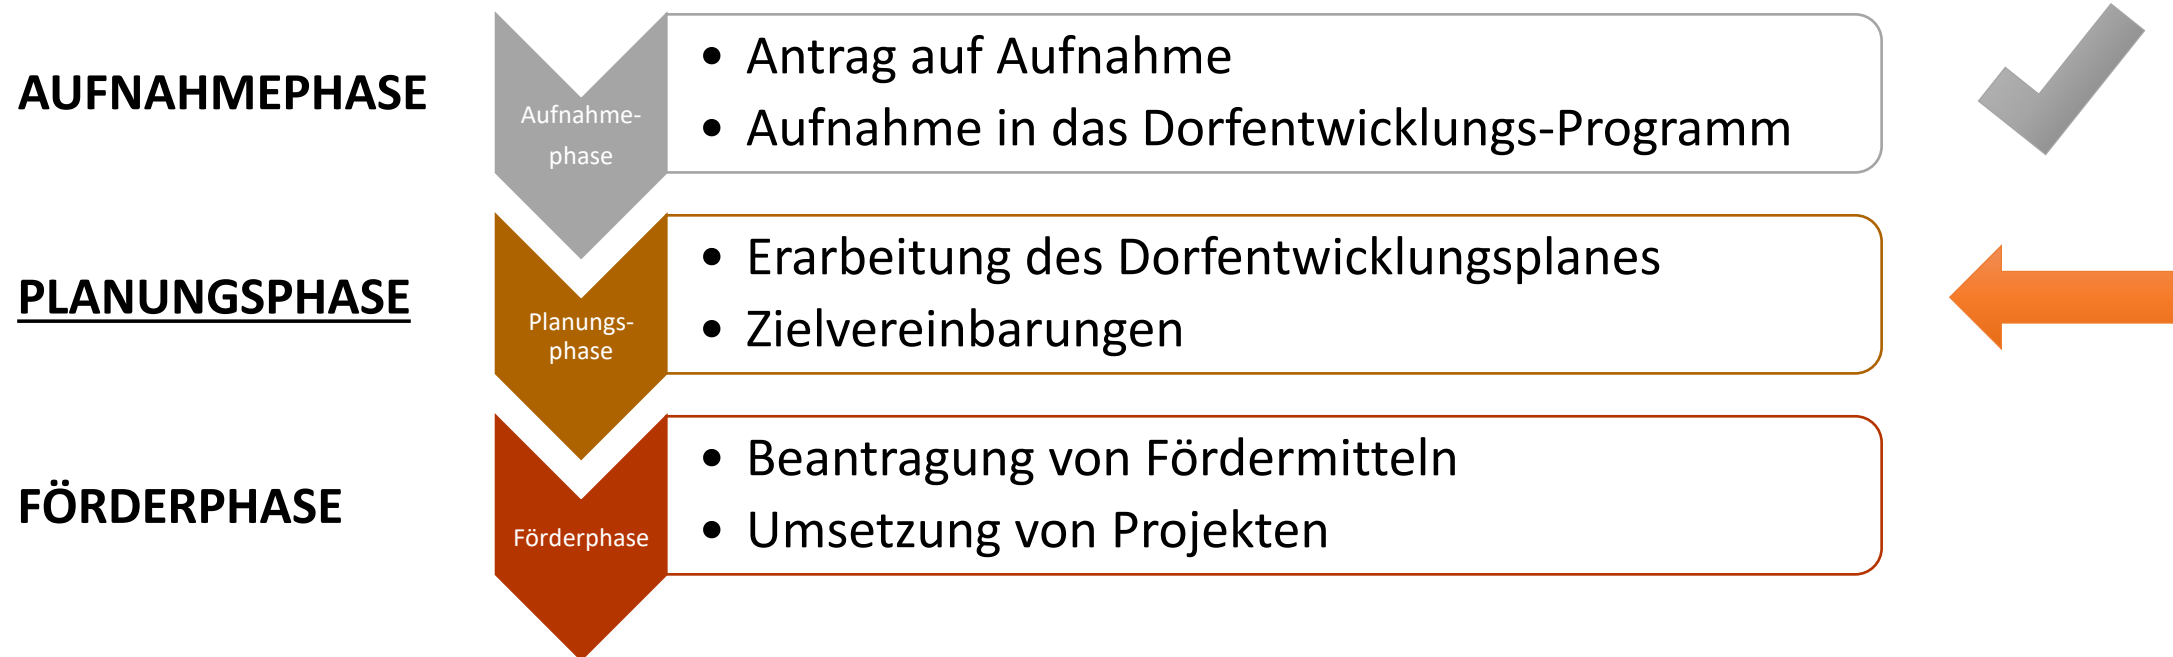 AUFNAHMEPHASE
Aufnahme-
phase
• Antrag auf Aufnahme
• Aufnahme in das Dorfentwicklungs-Programm
PLANUNGSPHASE
Planungs-
phase
• Erarbeitung des Dorfentwicklungsplanes
• Zielvereinbarungen
FÖRDERPHASE
Förderphase
• Beantragung von Fördermitteln
• Umsetzung von Projekten